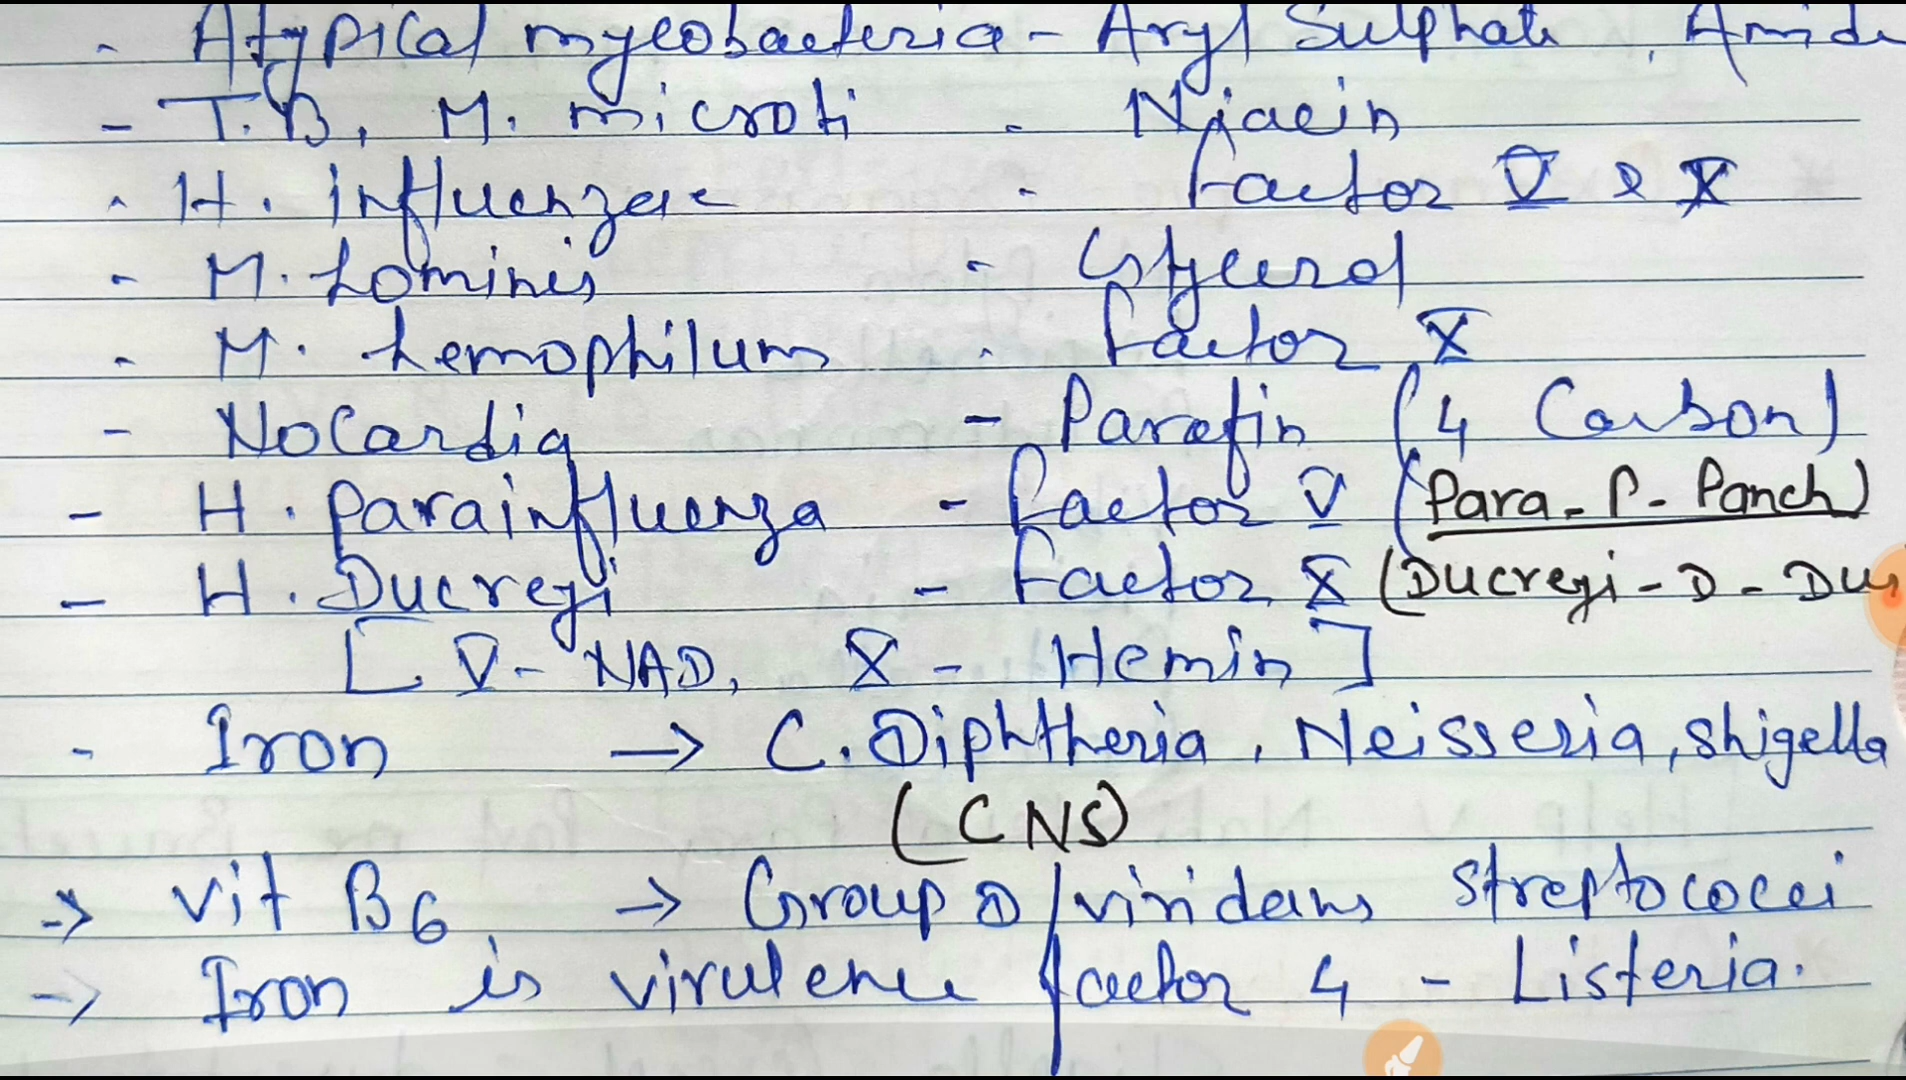 - Atypical mycobacteria - Aryl Sulphate, Amide
- T.B, M. microti - Niacin
- H. influenzae - Factor V & X
- M. hominis - Glycerol
- M. hemophilum - Factor X
- Nocardia - Parafin (4 Carbon)
- H. parainfluenza - Factor V (Para - P - Panch)
- H. Ducreyi - Factor X (Ducreyi - D - Dus
[ V - NAD, X - Hemin ]
- Iron → C. Diphtheria, Neisseria, Shigella
(CNS)
→ Vit B6 → Group D / viridans streptococci
→ Iron is virulence factor 4 - Listeria.